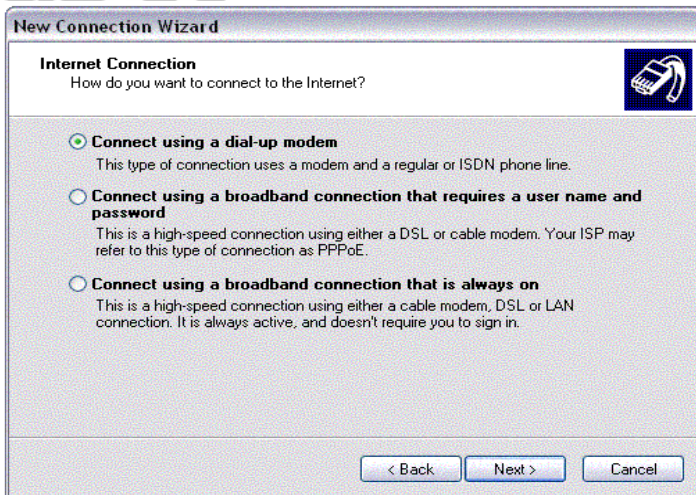 New Connection Wizard
Internet Connection
How do you want to connect to the Internet?
Connect using a dial-up modem
This type of connection uses a modem and a regular or ISDN phone line.
Connect using a broadband connection that requires a user name and
password
This is a high-speed connection using either a DSL or cable modem. Your ISP may
refer to this type of connection as PPPoE.
Connect using a broadband connection that is always on
This is a high-speed connection using either a cable modem, DSL or LAN
connection. It is always active, and doesn't require you to sign in.
< Back Next > Cancel